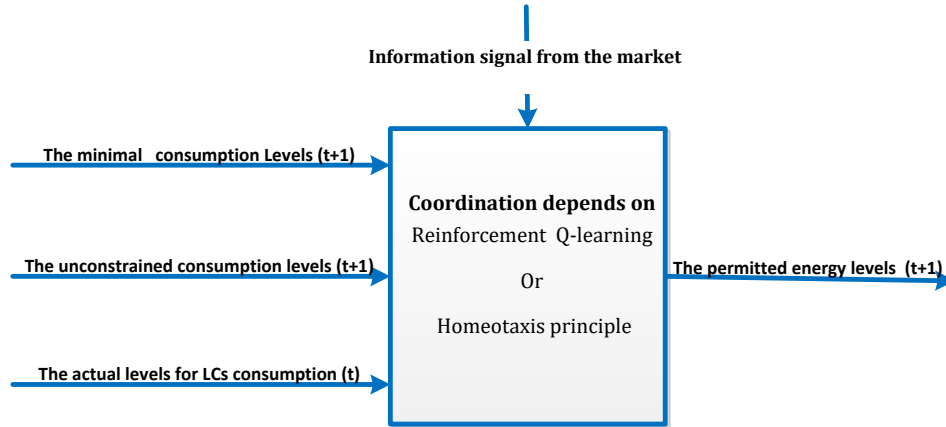 Information signal from the market
The minimal consumption Levels (t+1)
The unconstrained consumption levels (t+1)
The actual levels for LCs consumption (t)
Coordination depends on
Reinforcement Q-learning
Or
Homeotaxis principle
The permitted energy levels (t+1)